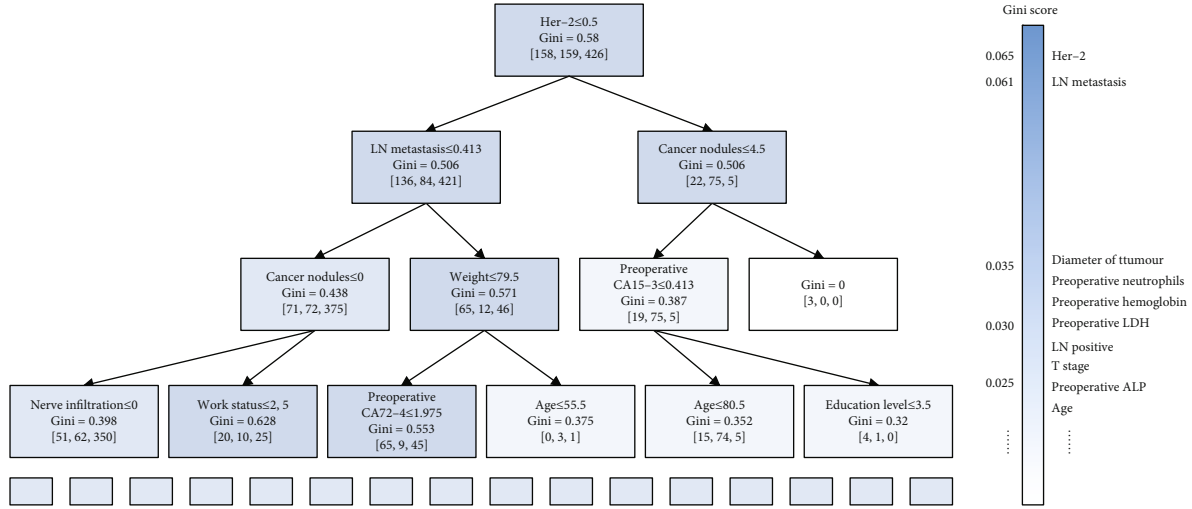 Her–2≤0.5
Gini = 0.58
[158, 159, 426]
LN metastasis≤0.413
Gini = 0.506
[136, 84, 421]
Cancer nodules≤4.5
Gini = 0.506
[22, 75, 5]
Cancer nodules≤0
Gini = 0.438
[71, 72, 375]
Weight≤79.5
Gini = 0.571
[65, 12, 46]
Preoperative
CA15–3≤0.413
Gini = 0.387
[19, 75, 5]
Gini = 0
[3, 0, 0]
Nerve infiltration≤0
Gini = 0.398
[51, 62, 350]
Work status≤2, 5
Gini = 0.628
[20, 10, 25]
Preoperative
CA72–4≤1.975
Gini = 0.553
[65, 9, 45]
Age≤55.5
Gini = 0.375
[0, 3, 1]
Age≤80.5
Gini = 0.352
[15, 74, 5]
Education level≤3.5
Gini = 0.32
[4, 1, 0]
Gini score
0.065 Her–2
0.061 LN metastasis
Diameter of ttumour
0.035
Preoperative neutrophils
Preoperative hemoglobin
0.030 Preoperative LDH
LN positive
T stage
0.025 Preoperative ALP
Age
..... .....